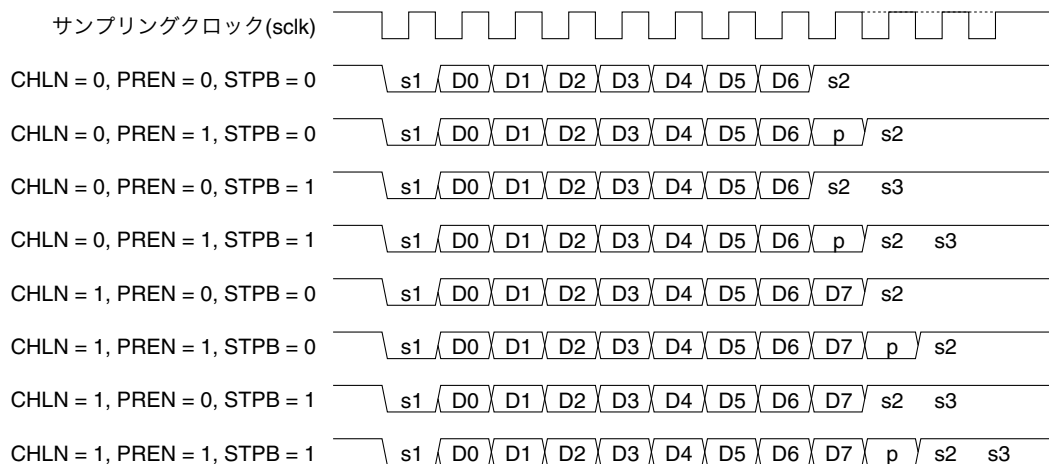 サンプリングクロック(sclk)
CHLN = 0, PREN = 0, STPB = 0 s1 D0 D1 D2 D3 D4 D5 D6 s2
CHLN = 0, PREN = 1, STPB = 0 s1 D0 D1 D2 D3 D4 D5 D6 p s2
CHLN = 0, PREN = 0, STPB = 1 s1 D0 D1 D2 D3 D4 D5 D6 s2 s3
CHLN = 0, PREN = 1, STPB = 1 s1 D0 D1 D2 D3 D4 D5 D6 p s2 s3
CHLN = 1, PREN = 0, STPB = 0 s1 D0 D1 D2 D3 D4 D5 D6 D7 s2
CHLN = 1, PREN = 1, STPB = 0 s1 D0 D1 D2 D3 D4 D5 D6 D7 p s2
CHLN = 1, PREN = 0, STPB = 1 s1 D0 D1 D2 D3 D4 D5 D6 D7 s2 s3
CHLN = 1, PREN = 1, STPB = 1 s1 D0 D1 D2 D3 D4 D5 D6 D7 p s2 s3